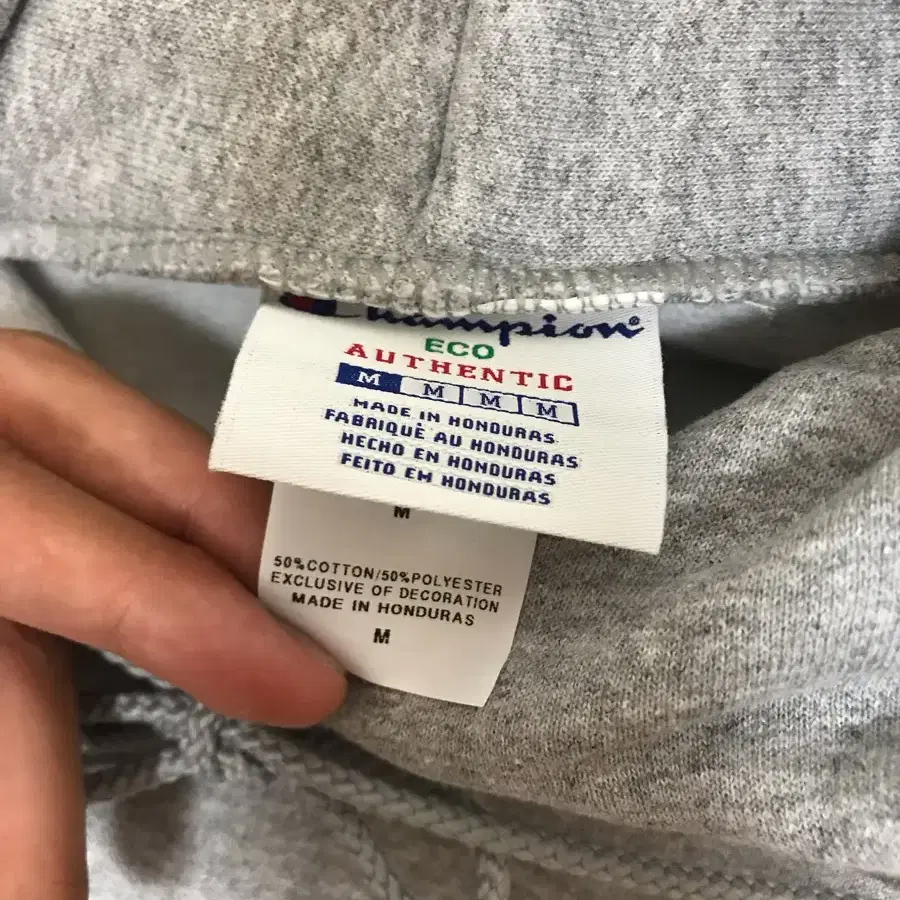 Champion®
ECO
AUTHENTIC
M M M M
MADE IN HONDURAS
FABRIQUÈ AU HONDURAS
HECHO EN HONDURAS
FEITO EM HONDURAS
M
50%COTTON/50%POLYESTER
EXCLUSIVE OF DECORATION
MADE IN HONDURAS
M